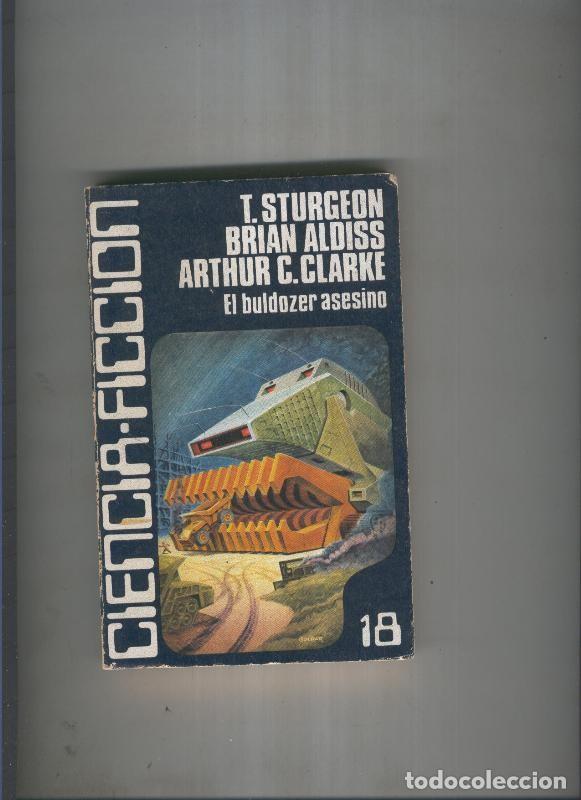 T. STURGEON
BRIAN ALDISS
ARTHUR C. CLARKE
El buldozer asesino
CIENCIA-FICCION
18
todocoleccion